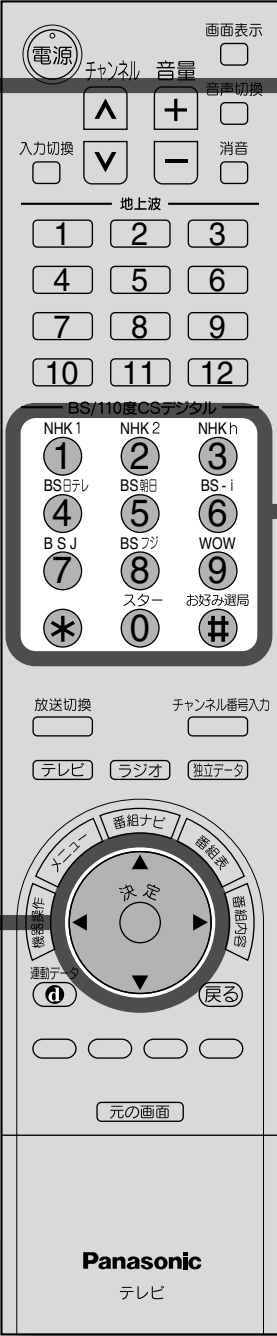 画面表示
電源
チャンネル 音量
音声切換
入力切換
消音
地上波
1 2 3
4 5 6
7 8 9
10 11 12
BS/110度CSデジタル
NHK1 NHK2 NHKh
1 2 3
BS日テレ BS朝日 BS-i
4 5 6
BSJ BSフジ WOW
7 8 9
スター お好み選局
* 0 #
放送切換 チャンネル番号入力
テレビ ラジオ 独立データ
番組ナビ
メニュー 番組表
決定
機器操作 番組内容
連動データ
d 戻る
元の画面
Panasonic
テレビ